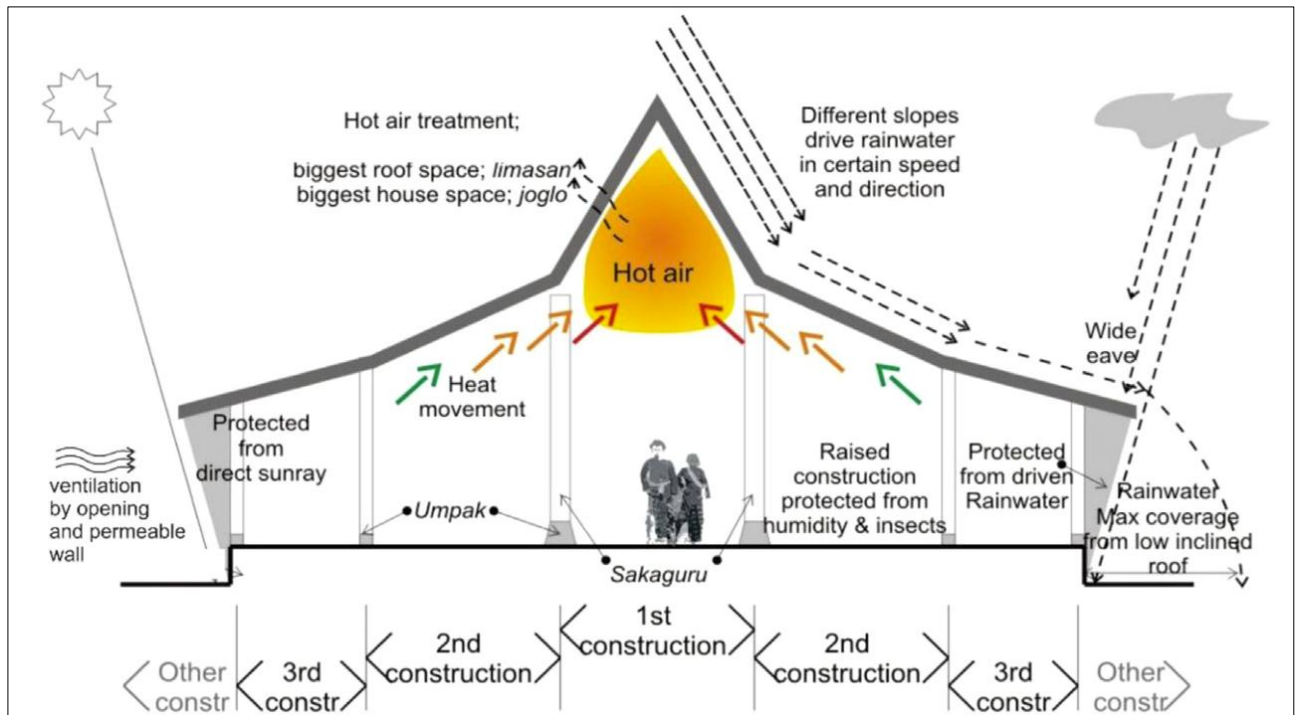 Hot air treatment;
biggest roof space; limasan
biggest house space; joglo
Different slopes
drive rainwater
in certain speed
and direction
Hot air
Wide
eave
Heat
movement
Protected
from
direct sunray
ventilation
by opening
and permeable
wall
Umpak
Sakaguru
Raised
construction
protected from
humidity & insects
Protected
from driven
Rainwater
Rainwater
Max coverage
from low inclined
roof
Other
constr
3rd
constr
2nd
construction
1st
construction
2nd
construction
3rd
constr
Other
constr